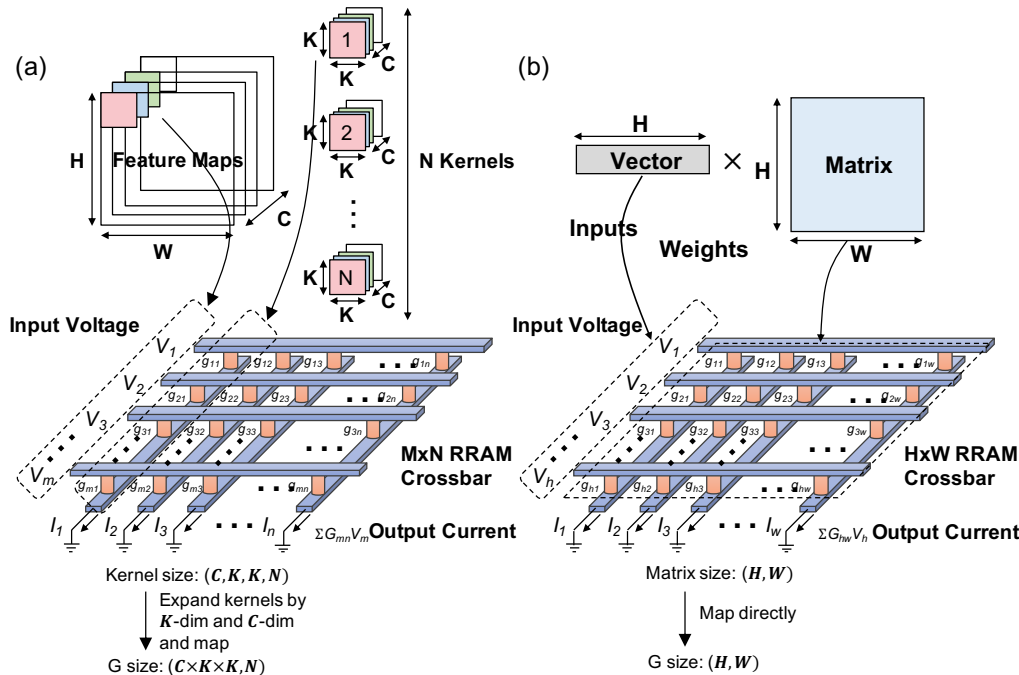 (a)
K
1
C
K
H
Feature Maps
C
W
K
2
C
K
N Kernels
K
N
C
K
Input Voltage
V1
V2
V3
Vm
g11 g12 g13 g1n
g21 g22 g23 g2n
g31 g32 g33 g3n
gm1 gm2 gm3 gmn
MxN RRAM
Crossbar
I1 I2 I3 In
ΣGmnVm Output Current
Kernel size: (C,K,K,N)
Expand kernels by
K-dim and C-dim
and map
G size: (C×K×K,N)
(b)
H
Vector
×
H
Matrix
W
Inputs
Weights
Input Voltage
V1
V2
V3
Vh
g11 g12 g13 g1w
g21 g22 g23 g2w
g31 g32 g33 g3w
gh1 gh2 gh3 ghw
HxW RRAM
Crossbar
I1 I2 I3 Iw
ΣGhwVh Output Current
Matrix size: (H,W)
Map directly
G size: (H,W)